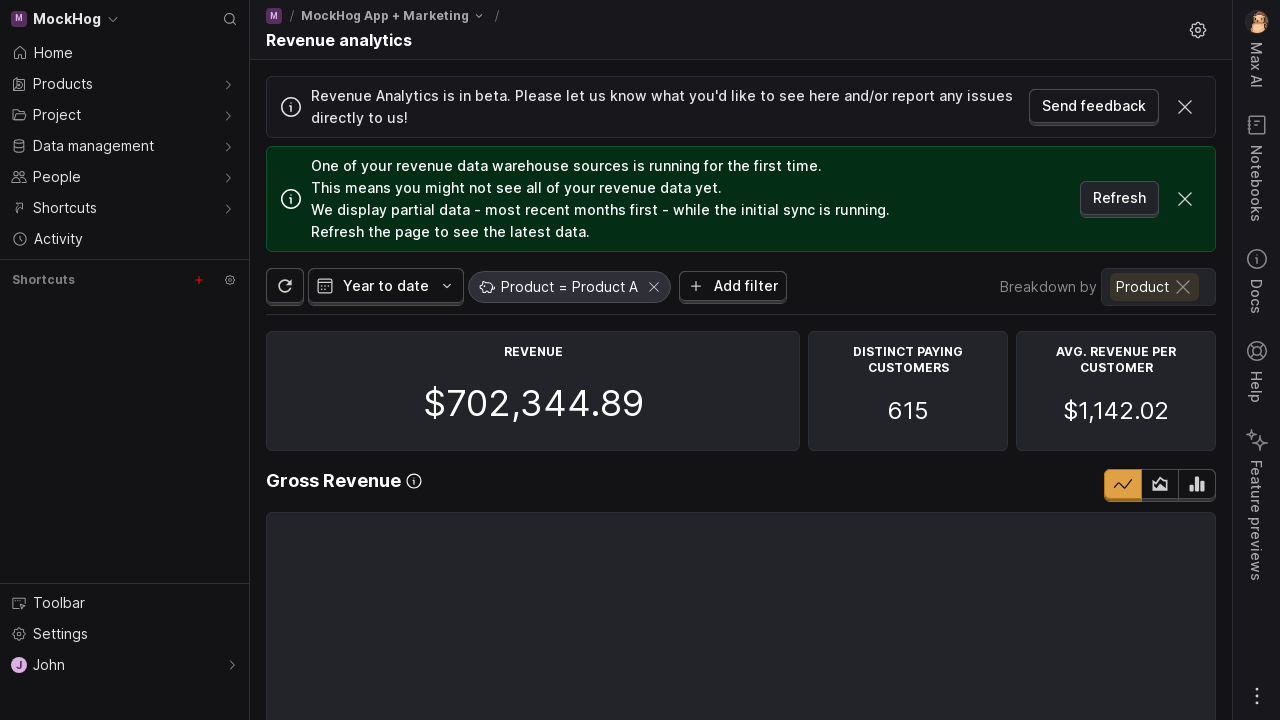 M MockHog
Home
Products
Project
Data management
People
Shortcuts
Activity
Shortcuts
Toolbar
Settings
J John
M / MockHog App + Marketing /
Revenue analytics
Revenue Analytics is in beta. Please let us know what you'd like to see here and/or report any issues
directly to us!
Send feedback
One of your revenue data warehouse sources is running for the first time.
This means you might not see all of your revenue data yet.
We display partial data - most recent months first - while the initial sync is running.
Refresh the page to see the latest data.
Refresh
Year to date
Product = Product A
Add filter
Breakdown by
Product
REVENUE
$702,344.89
DISTINCT PAYING
CUSTOMERS
615
AVG. REVENUE PER
CUSTOMER
$1,142.02
Gross Revenue
Max AI
Notebooks
Docs
Help
Feature previews